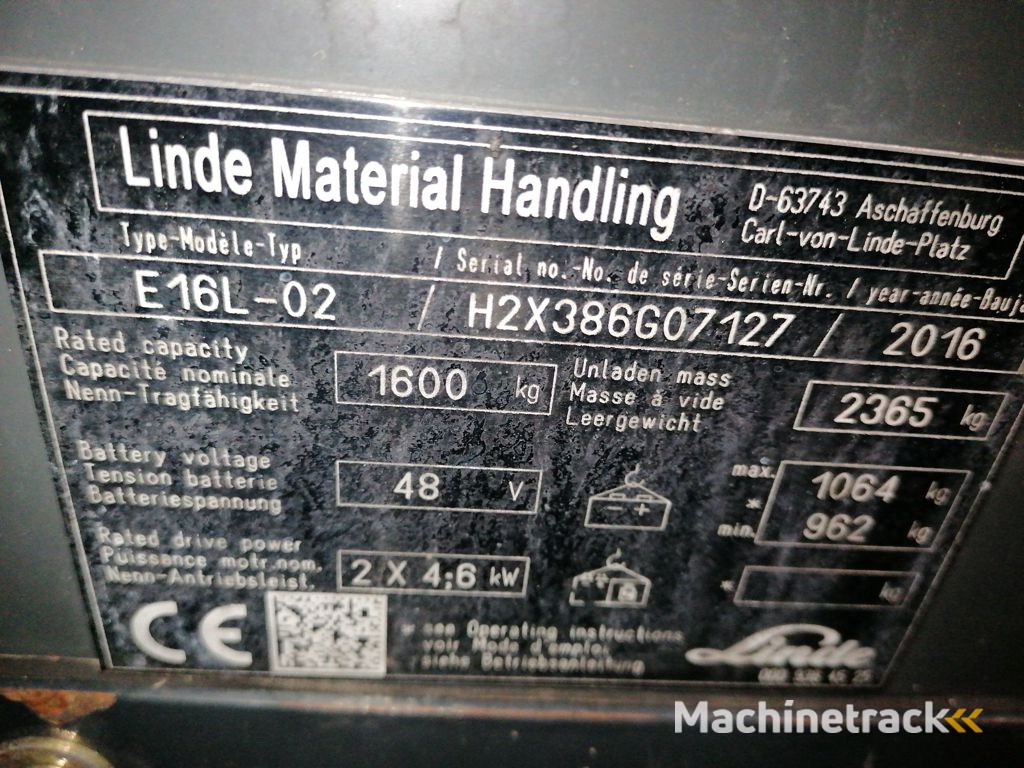 Linde Material Handling
D-63743 Aschaffenburg
Carl-von-Linde-Platz
Type-Modèle-Typ / Serial no.-No. de série-Serien-Nr. / year-année-Bauj
E16L-02 / H2X386G07127 / 2016
Rated capacity
Capacité nominale
Nenn-Tragfähigkeit
1600 kg
Unladen mass
Masse à vide
Leergewicht
2365 kg
Battery voltage
Tension batterie
Batteriespannung
48 V
- +
max. 1064 kg
*
min. 962 kg
Rated drive power
Puissance motr.nom.
Nenn-Antriebsleist.
2 X 4,6 kW
* kg
CE
* see Operating instructions
voir Mode d'emploi
siehe Betriebsanleitung
Linde
Machinetrack